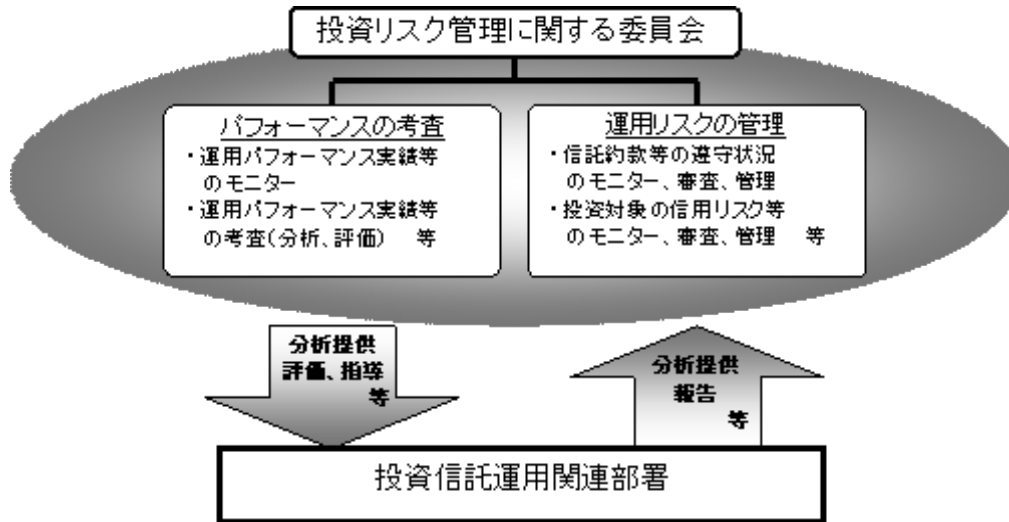 投資リスク管理に関する委員会
パフォーマンスの考査
・運用パフォーマンス実績等
のモニター
・運用パフォーマンス実績等
の考査(分析、評価) 等
運用リスクの管理
・信託約款等の遵守状況
のモニター、審査、管理
・投資対象の信用リスク等
のモニター、審査、管理 等
分析提供
評価、指導
等
分析提供
報告
等
投資信託運用関連部署